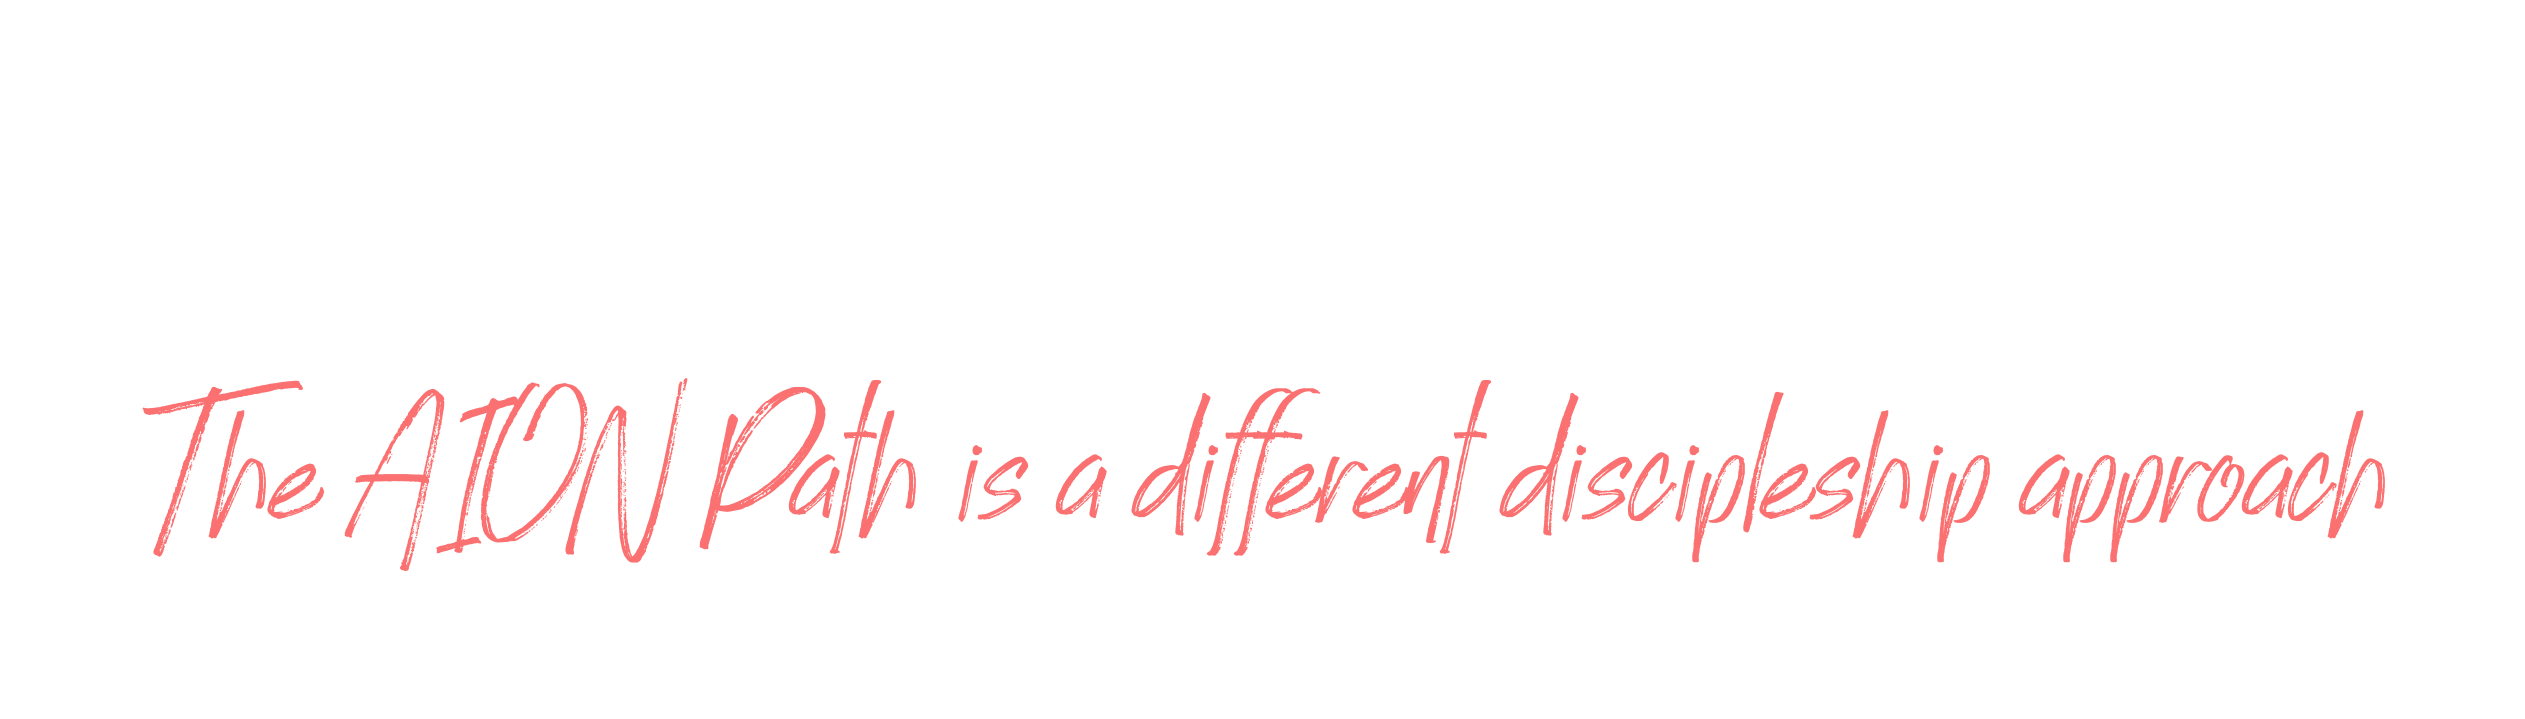 The AION Path is a different discipleship approach